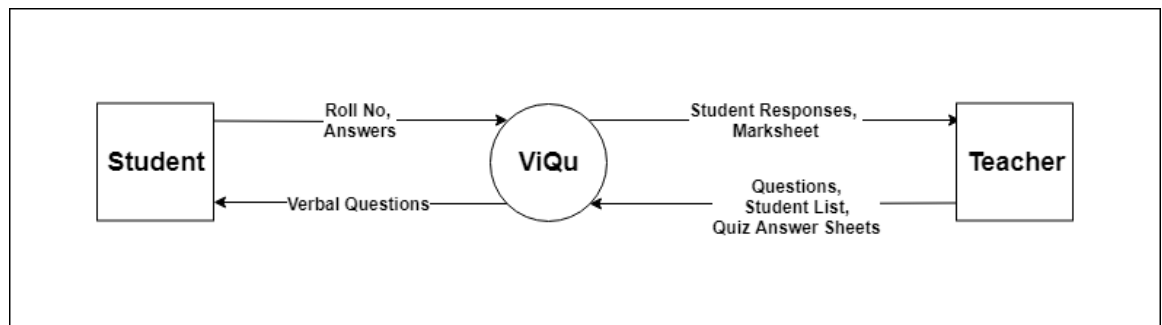 Roll No,
Answers
Student Responses,
Marksheet
Student
ViQu
Teacher
Verbal Questions
Questions,
Student List,
Quiz Answer Sheets